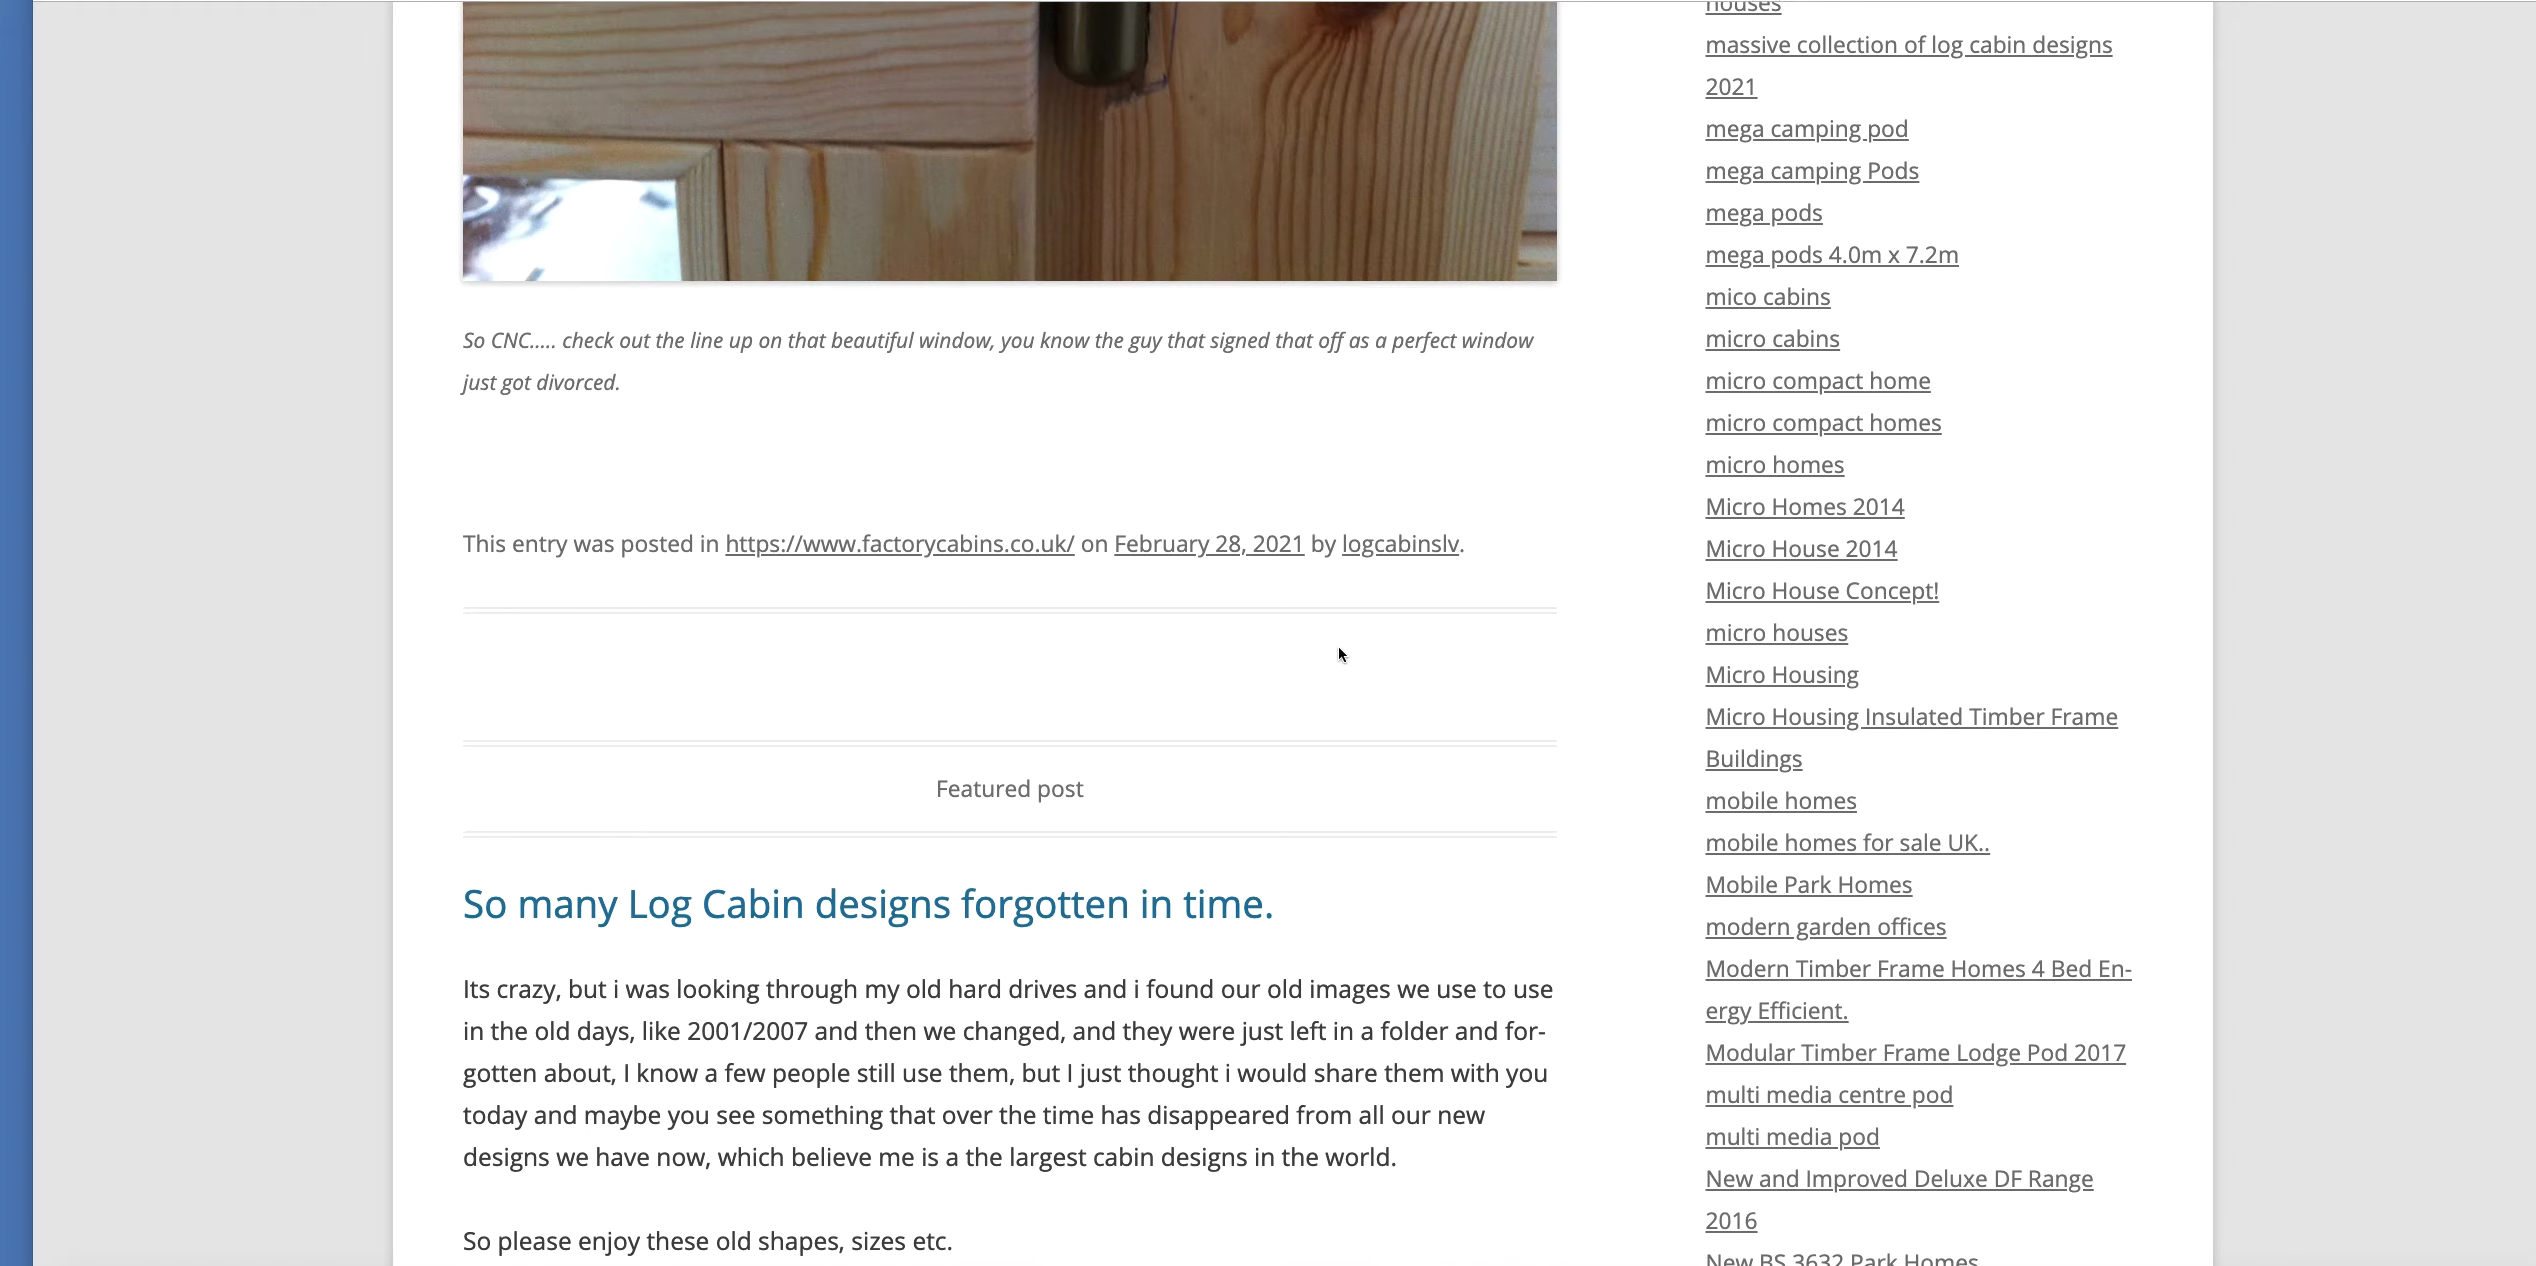 So CNC..... check out the line up on that beautiful window, you know the guy that signed that off as a perfect window
just got divorced.
This entry was posted in https://www.factorycabins.co.uk/ on February 28, 2021 by logcabinslv.
Featured post
So many Log Cabin designs forgotten in time.
Its crazy, but i was looking through my old hard drives and i found our old images we use to use
in the old days, like 2001/2007 and then we changed, and they were just left in a folder and for-
gotten about, I know a few people still use them, but I just thought i would share them with you
today and maybe you see something that over the time has disappeared from all our new
designs we have now, which believe me is a the largest cabin designs in the world.
So please enjoy these old shapes, sizes etc.
houses
massive collection of log cabin designs
2021
mega camping pod
mega camping Pods
mega pods
mega pods 4.0m x 7.2m
mico cabins
micro cabins
micro compact home
micro compact homes
micro homes
Micro Homes 2014
Micro House 2014
Micro House Concept!
micro houses
Micro Housing
Micro Housing Insulated Timber Frame
Buildings
mobile homes
mobile homes for sale UK..
Mobile Park Homes
modern garden offices
Modern Timber Frame Homes 4 Bed En-
ergy Efficient.
Modular Timber Frame Lodge Pod 2017
multi media centre pod
multi media pod
New and Improved Deluxe DF Range
2016
New BS 3632 Park Homes